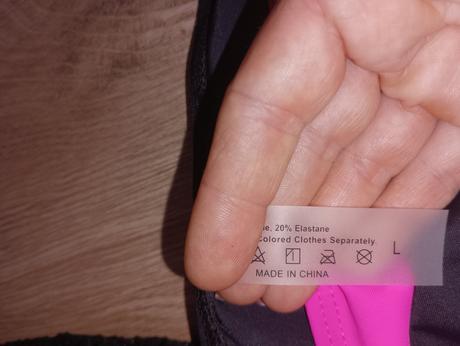 20% Elastane
Colored Clothes Separately
L
MADE IN CHINA